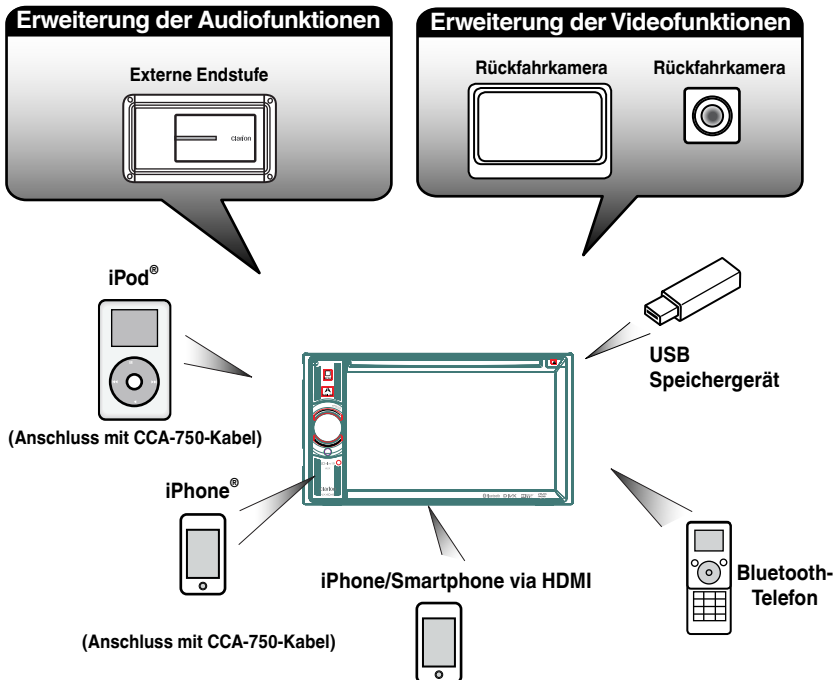 Erweiterung der Audiofunktionen
Externe Endstufe
Clarion
Erweiterung der Videofunktionen
Rückfahrkamera
Rückfahrkamera
iPod®
(Anschluss mit CCA-750-Kabel)
USB
Speichergerät
iPhone®
(Anschluss mit CCA-750-Kabel)
iPhone/Smartphone via HDMI
Bluetooth-
Telefon